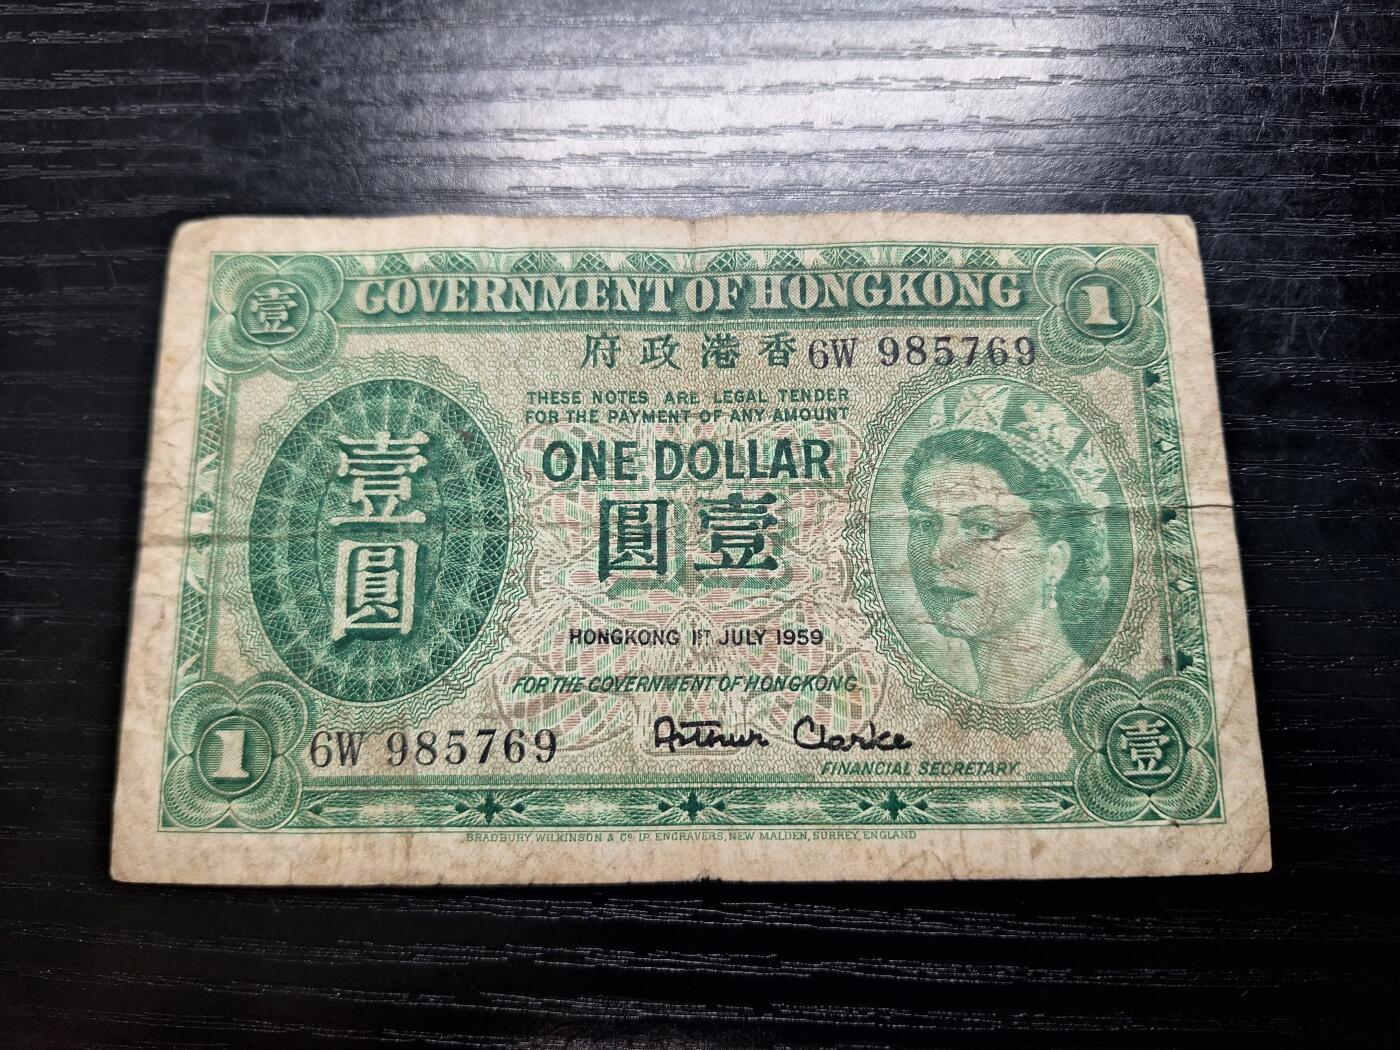 壹 GOVERNMENT OF HONGKONG 1
府政港香 6W 985769
THESE NOTES ARE LEGAL TENDER
FOR THE PAYMENT OF ANY AMOUNT
壹圓
ONE DOLLAR
圓壹
HONGKONG 1ST JULY 1959
FOR THE GOVERNMENT OF HONGKONG
1 6W 985769 Arthur Clarke 壹
FINANCIAL SECRETARY
BRADBURY, WILKINSON & Co. LD. ENGRAVERS, NEW MALDEN, SURREY, ENGLAND